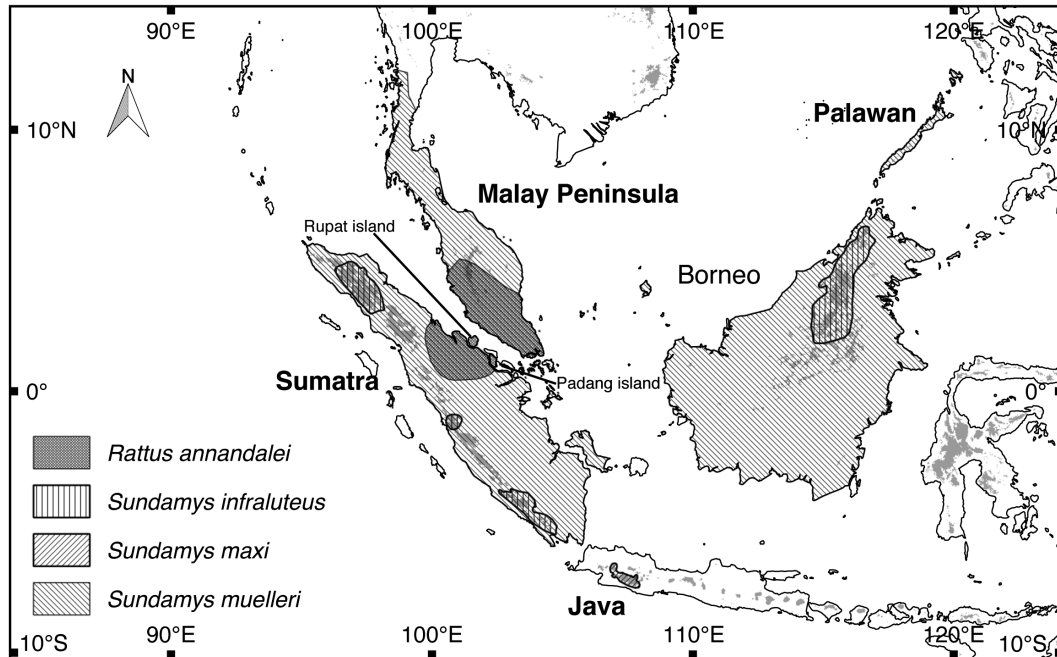 90°E
100°E
110°E
120°E
N
10°N
Palawan
10°N
Malay Peninsula
Rupat island
Borneo
Sumatra
Padang island
0°
0°
Rattus annandalei
Sundamys infraluteus
Sundamys maxi
Sundamys muelleri
Java
10°S
90°E
100°E
110°E
120°E
10°S